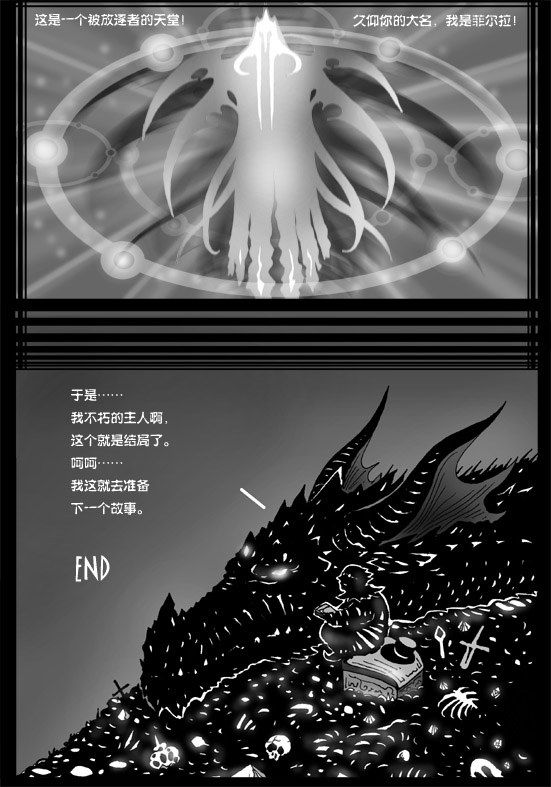 这是一个被放逐者的天堂！
久仰你的大名，我是菲尔拉！
于是……
我不朽的主人啊，
这个就是结局了。
呵呵……
我这就去准备
下一个故事。
END